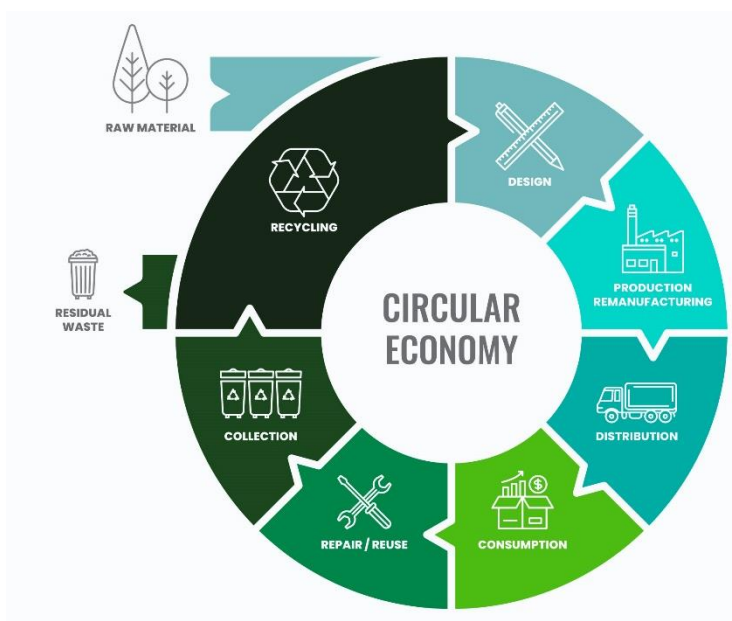 RAW MATERIAL
RECYCLING
DESIGN
PRODUCTION
REMANUFACTURING
RESIDUAL
WASTE
CIRCULAR
ECONOMY
COLLECTION
DISTRIBUTION
REPAIR / REUSE
CONSUMPTION
$